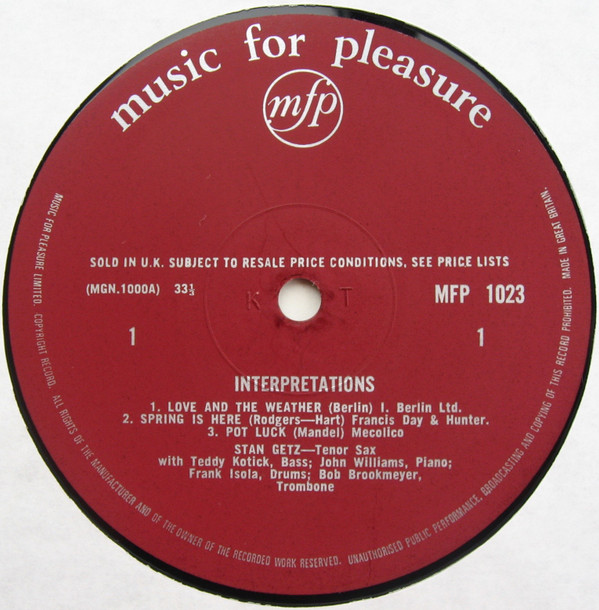 music for pleasure
mfp
SOLD IN U.K. SUBJECT TO RESALE PRICE CONDITIONS, SEE PRICE LISTS
(MGN.1000A) 33⅓ MFP 1023
K T
1 1
INTERPRETATIONS
1. LOVE AND THE WEATHER (Berlin) I. Berlin Ltd.
2. SPRING IS HERE (Rodgers—Hart) Francis Day & Hunter.
3. POT LUCK (Mandel) Mecolico
STAN GETZ—Tenor Sax
with Teddy Kotick, Bass; John Williams, Piano;
Frank Isola, Drums; Bob Brookmeyer,
Trombone
MUSIC FOR PLEASURE LIMITED. COPYRIGHT RECORD. ALL RIGHTS OF THE MANUFACTURER AND OF THE OWNER OF THE RECORDED WORK RESERVED. UNAUTHORISED PUBLIC PERFORMANCE, BROADCASTING AND COPYING OF THIS RECORD PROHIBITED. MADE IN GREAT BRITAIN.